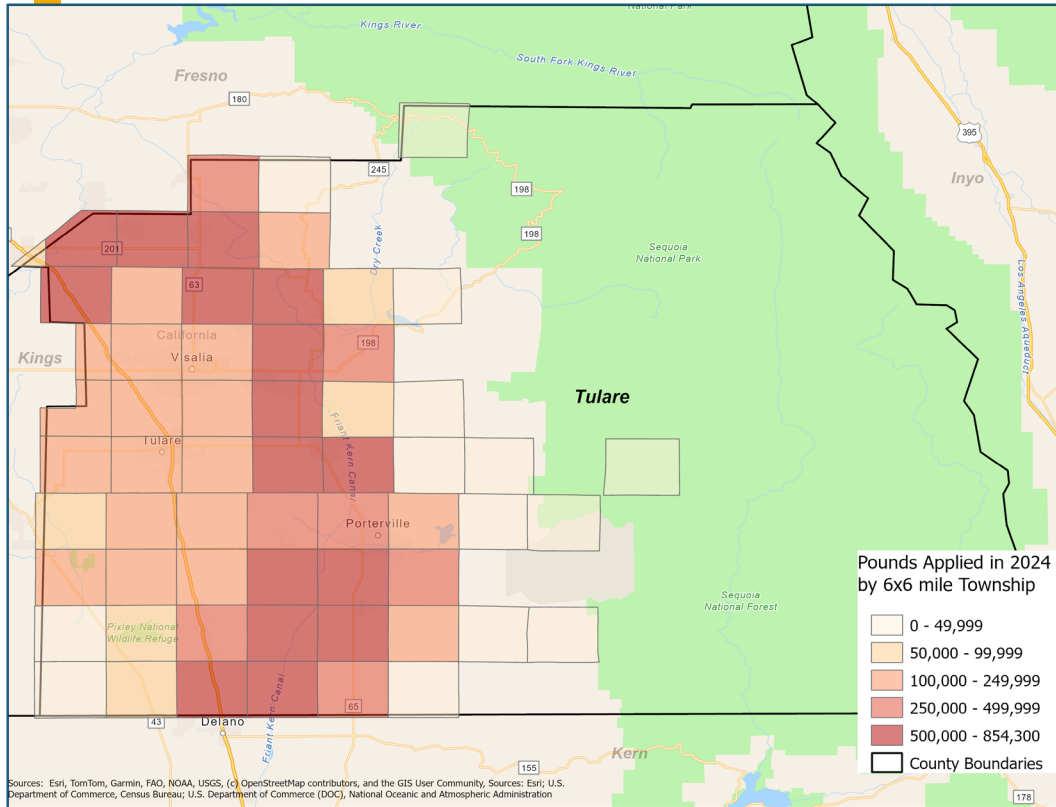 National Park
Kings River
South Fork Kings River
Fresno
180
395
245
Inyo
198
198
Dry Creek
201
Sequoia
National Park
63
Los Angeles Aqueduct
California
198
Kings
Visalia
Tulare
Friant Kern Canal
Tulare
Porterville
Pounds Applied in 2024
by 6x6 mile Township
0 - 49,999
50,000 - 99,999
100,000 - 249,999
250,000 - 499,999
500,000 - 854,300
County Boundaries
Sequoia
National Forest
Pixley National
Wildlife Refuge
Friant Kern Canal
65
43
Delano
Kern
155
178
Sources: Esri, TomTom, Garmin, FAO, NOAA, USGS, (c) OpenStreetMap contributors, and the GIS User Community, Sources: Esri; U.S.
Department of Commerce, Census Bureau; U.S. Department of Commerce (DOC), National Oceanic and Atmospheric Administration